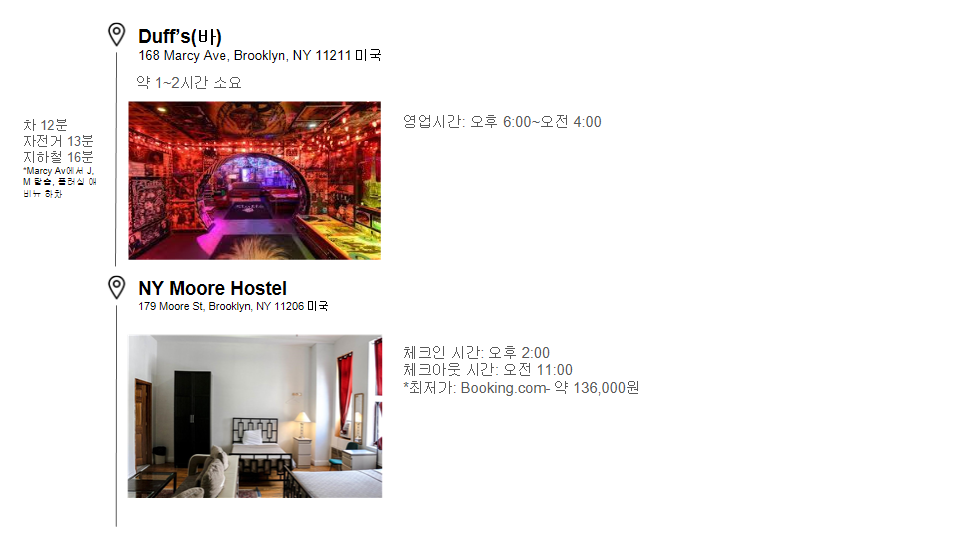 Duff’s(바)
168 Marcy Ave, Brooklyn, NY 11211 미국
약 1~2시간 소요
차 12분
자전거 13분
지하철 16분
*Marcy Av에서 J,
M 탑승, 플러싱 애
비뉴 하차
영업시간: 오후 6:00~오전 4:00
NY Moore Hostel
179 Moore St, Brooklyn, NY 11206 미국
체크인 시간: 오후 2:00
체크아웃 시간: 오전 11:00
*최저가: Booking.com- 약 136,000원